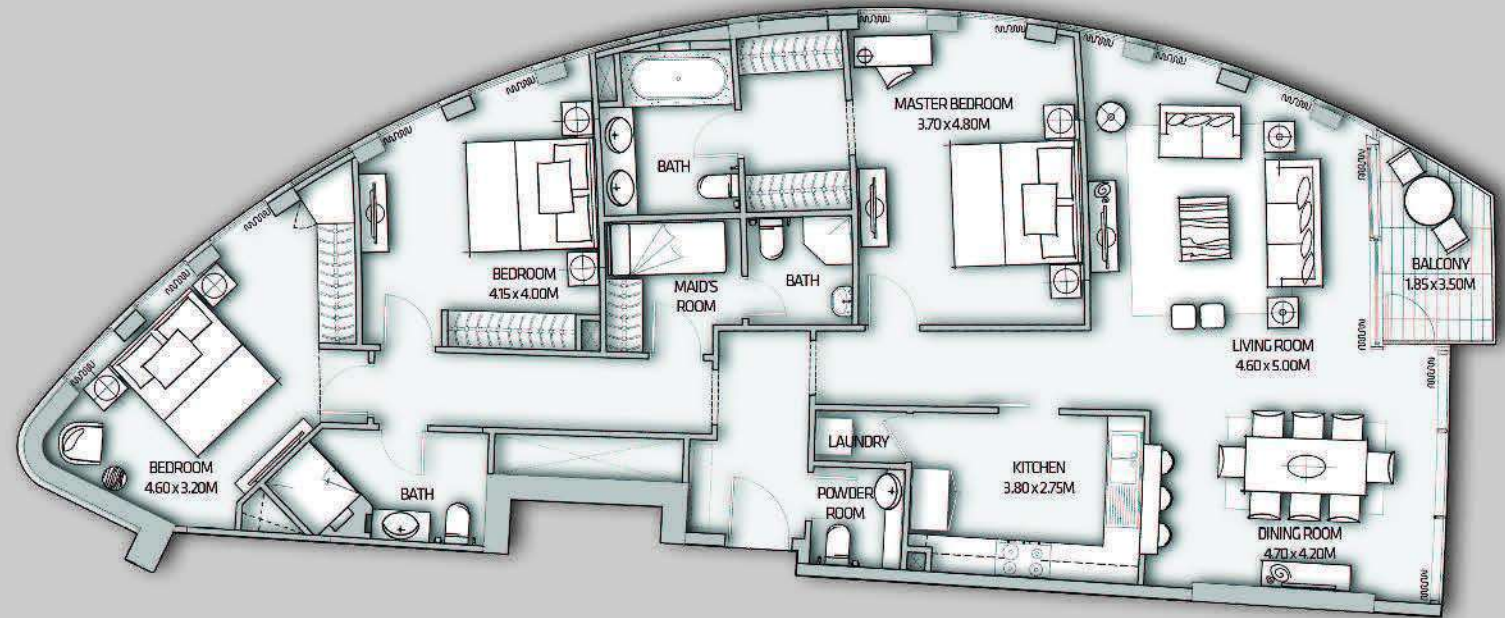 MASTER BEDROOM
3.70 x 4.80M
BATH
BEDROOM
4.15 x 4.00M
MAID'S
ROOM
BATH
BALCONY
1.85 x 3.50M
LIVING ROOM
4.60 x 5.00M
BEDROOM
4.60 x 3.20M
BATH
LAUNDRY
POWDER
ROOM
KITCHEN
3.80 x 2.75M
DINING ROOM
4.70 x 4.20M